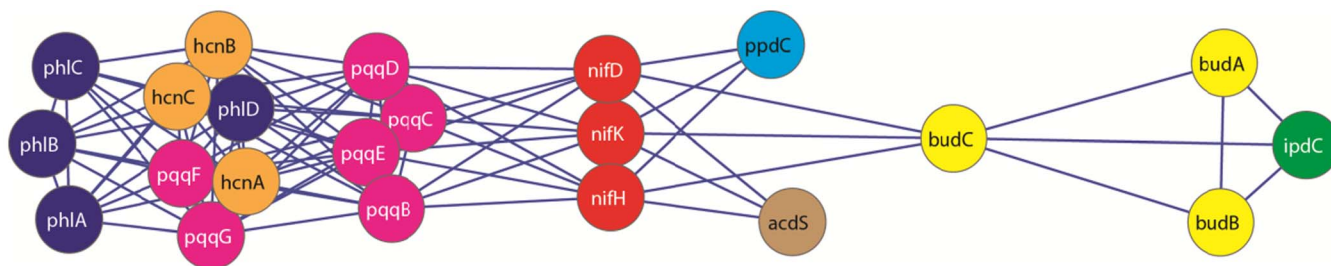 phlC
hcnB
pqqD
nifD
ppdC
budA
hcnC
phlD
pqqC
phlB
pqqE
nifK
budC
ipdC
pqqF
hcnA
phlA
pqqG
pqqB
nifH
acdS
budB